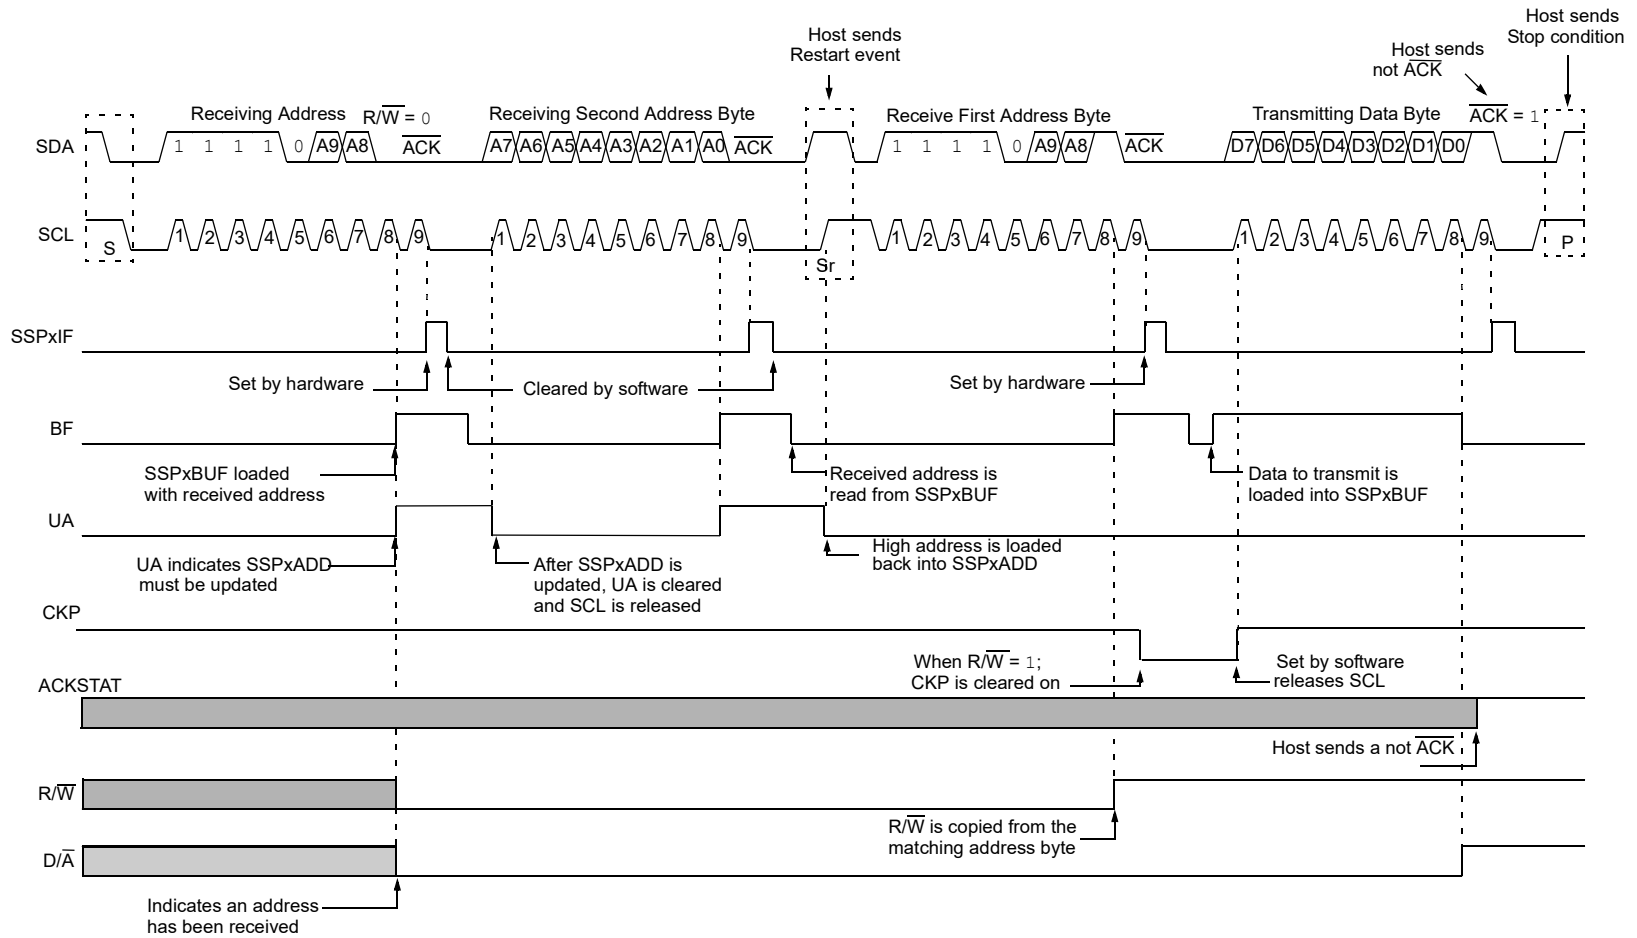 Host sends
Stop condition
Host sends
Restart event
Host sends
not A̅C̅K̅
Receiving Address
R/W̅ = 0
Receiving Second Address Byte
Receive First Address Byte
Transmitting Data Byte
A̅C̅K̅ = 1
SDA
1 1 1 1 0 A9 A8 A̅C̅K̅ A7 A6 A5 A4 A3 A2 A1 A0 A̅C̅K̅ 1 1 1 1 0 A9 A8 A̅C̅K̅ D7 D6 D5 D4 D3 D2 D1 D0
SCL
S 1 2 3 4 5 6 7 8 9 1 2 3 4 5 6 7 8 9 Sr 1 2 3 4 5 6 7 8 9 1 2 3 4 5 6 7 8 9 P
SSPxIF
Set by hardware
Cleared by software
Set by hardware
BF
SSPxBUF loaded
with received address
Received address is
read from SSPxBUF
Data to transmit is
loaded into SSPxBUF
UA
UA indicates SSPxADD
must be updated
After SSPxADD is
updated, UA is cleared
and SCL is released
High address is loaded
back into SSPxADD
CKP
When R/W̅ = 1;
CKP is cleared on
Set by software
releases SCL
ACKSTAT
Host sends a not A̅C̅K̅
R/W̅
R/W̅ is copied from the
matching address byte
D/A̅
Indicates an address
has been received